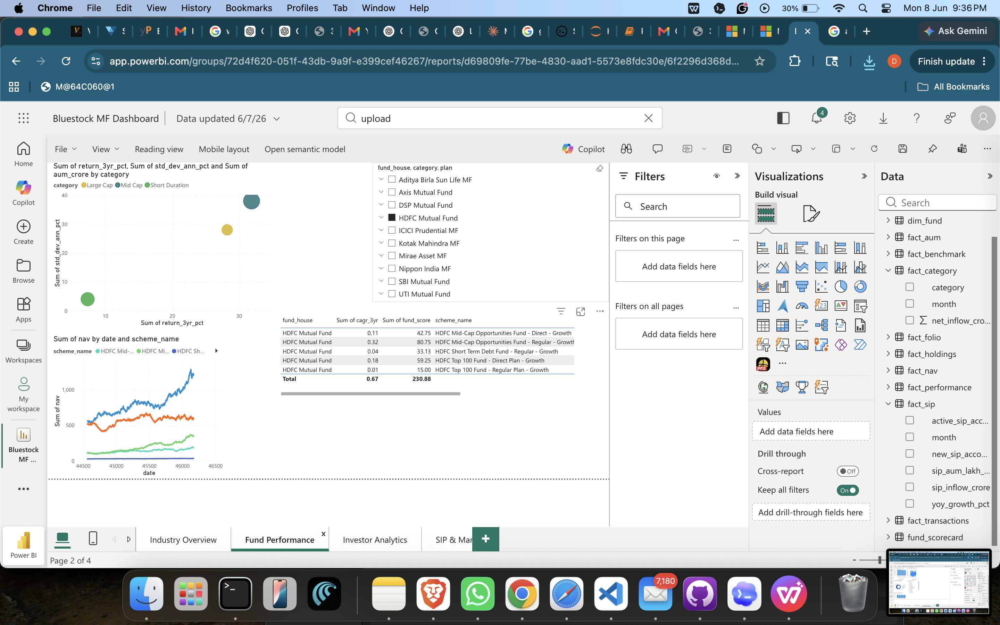 Chrome File Edit View History Bookmarks Profiles Tab Window Help 30% Mon 8 Jun 9:36 PM
Ask Gemini
app.powerbi.com/groups/72d4f620-051f-43db-9a9f-e399cef46267/reports/d69809fe-77be-4830-aad1-5573e8fdc30e/6f2296d368d... D Finish update
M@64C060@1 All Bookmarks
Bluestock MF Dashboard Data updated 6/7/26 upload 4
File View Reading view Mobile layout Open semantic model Copilot
Home
Copilot
Create
Browse
Apps
Workspaces
My workspace
Bluestock MF ...
Power BI
Sum of return_3yr_pct, Sum of std_dev_ann_pct and Sum of
aum_crore by category
category Large Cap Mid Cap Short Duration
40
30
20
10
0
Sum of std_dev_ann_pct
10 20 30
Sum of return_3yr_pct
fund_house, category, plan
Aditya Birla Sun Life MF
Axis Mutual Fund
DSP Mutual Fund
HDFC Mutual Fund
ICICI Prudential MF
Kotak Mahindra MF
Mirae Asset MF
Nippon India MF
SBI Mutual Fund
UTI Mutual Fund
fund_house Sum of cagr_3yr Sum of fund_score scheme_name
HDFC Mutual Fund 0.11 42.75 HDFC Mid-Cap Opportunities Fund - Direct - Growth
HDFC Mutual Fund 0.32 80.75 HDFC Mid-Cap Opportunities Fund - Regular - Growth
HDFC Mutual Fund 0.04 33.13 HDFC Short Term Debt Fund - Regular - Growth
HDFC Mutual Fund 0.18 59.25 HDFC Top 100 Fund - Direct Plan - Growth
HDFC Mutual Fund 0.01 15.00 HDFC Top 100 Fund - Regular Plan - Growth
Total 0.67 230.88
Sum of nav by date and scheme_name
scheme_name HDFC Mid-... HDFC Mi... HDFC Sh...
1,000
500
0
Sum of nav
44500 45000 45500 46000 46500
date
Filters
Search
Filters on this page ...
Add data fields here
Filters on all pages ...
Add data fields here
Visualizations
Build visual
123
PRO ...
Values
Add data fields here
Drill through
Cross-report Off
Keep all filters On
Add drill-through fields here
Data
Search
dim_fund
fact_aum
fact_benchmark
fact_category
category
month
net_inflow_cro...
fact_folio
fact_holdings
fact_nav
fact_performance
fact_sip
active_sip_acc...
month
new_sip_acco...
sip_aum_lakh_...
sip_inflow_crore
yoy_growth_pct
fact_transactions
fund_scorecard
Industry Overview Fund Performance x Investor Analytics SIP & Mar +
Page 2 of 4 -
7,180